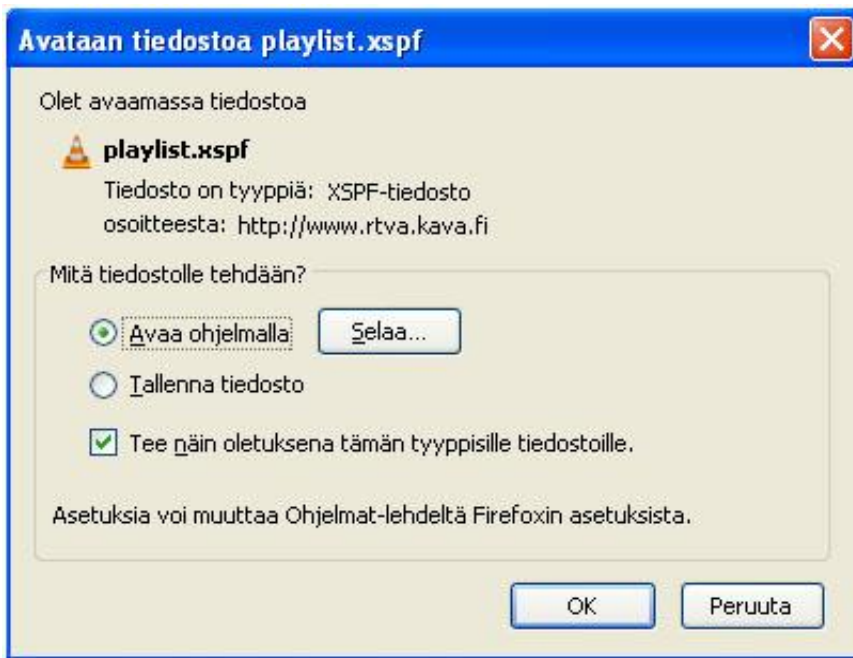 Avataan tiedostoa playlist.xspf
Olet avaamassa tiedostoa
playlist.xspf
Tiedosto on tyyppiä: XSPF-tiedosto
osoitteesta: http://www.rtva.kava.fi
Mitä tiedostolle tehdään?
Avaa ohjelmalla Selaa...
Tallenna tiedosto
Tee näin oletuksena tämän tyyppisille tiedostoille.
Asetuksia voi muuttaa Ohjelmat-lehdeltä Firefoxin asetuksista.
OK Peruuta